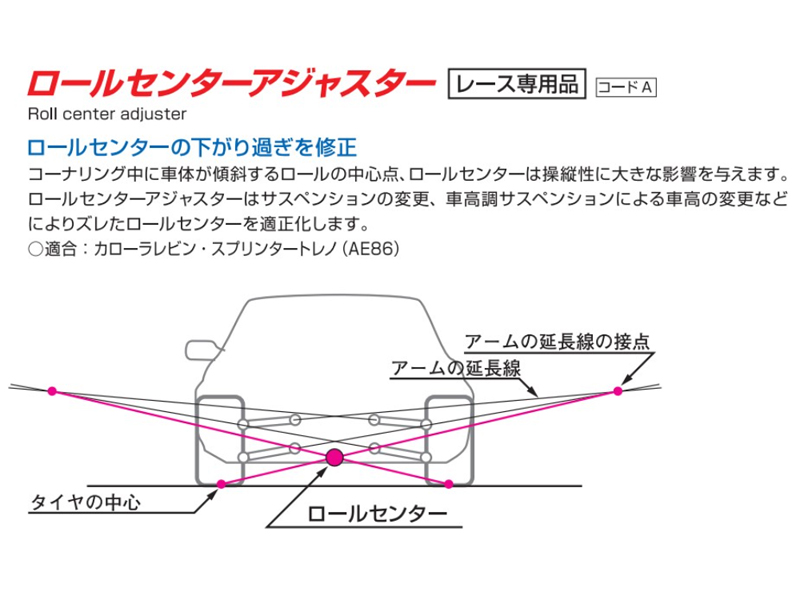 ロールセンターアジャスター レース専用品 コードA
Roll center adjuster
ロールセンターの下がり過ぎを修正
コーナリング中に車体が傾斜するロールの中心点、ロールセンターは操縦性に大きな影響を与えます。
ロールセンターアジャスターはサスペンションの変更、車高調サスペンションによる車高の変更など
によりズレたロールセンターを適正化します。
○適合：カローラレビン・スプリンタートレノ（AE86）
アームの延長線の接点
アームの延長線
タイヤの中心
ロールセンター